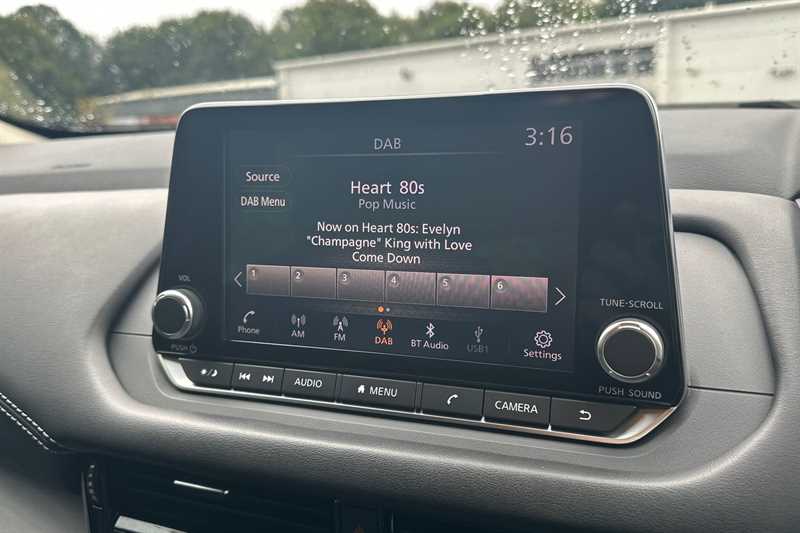 DAB
3:16
Source
Heart 80s
DAB Menu
Pop Music
Now on Heart 80s: Evelyn
"Champagne" King with Love
Come Down
1 2 3 4 5 6
Phone AM FM DAB BT Audio USB1 Settings
VOL
PUSH
TUNE·SCROLL
PUSH SOUND
AUDIO MENU CAMERA